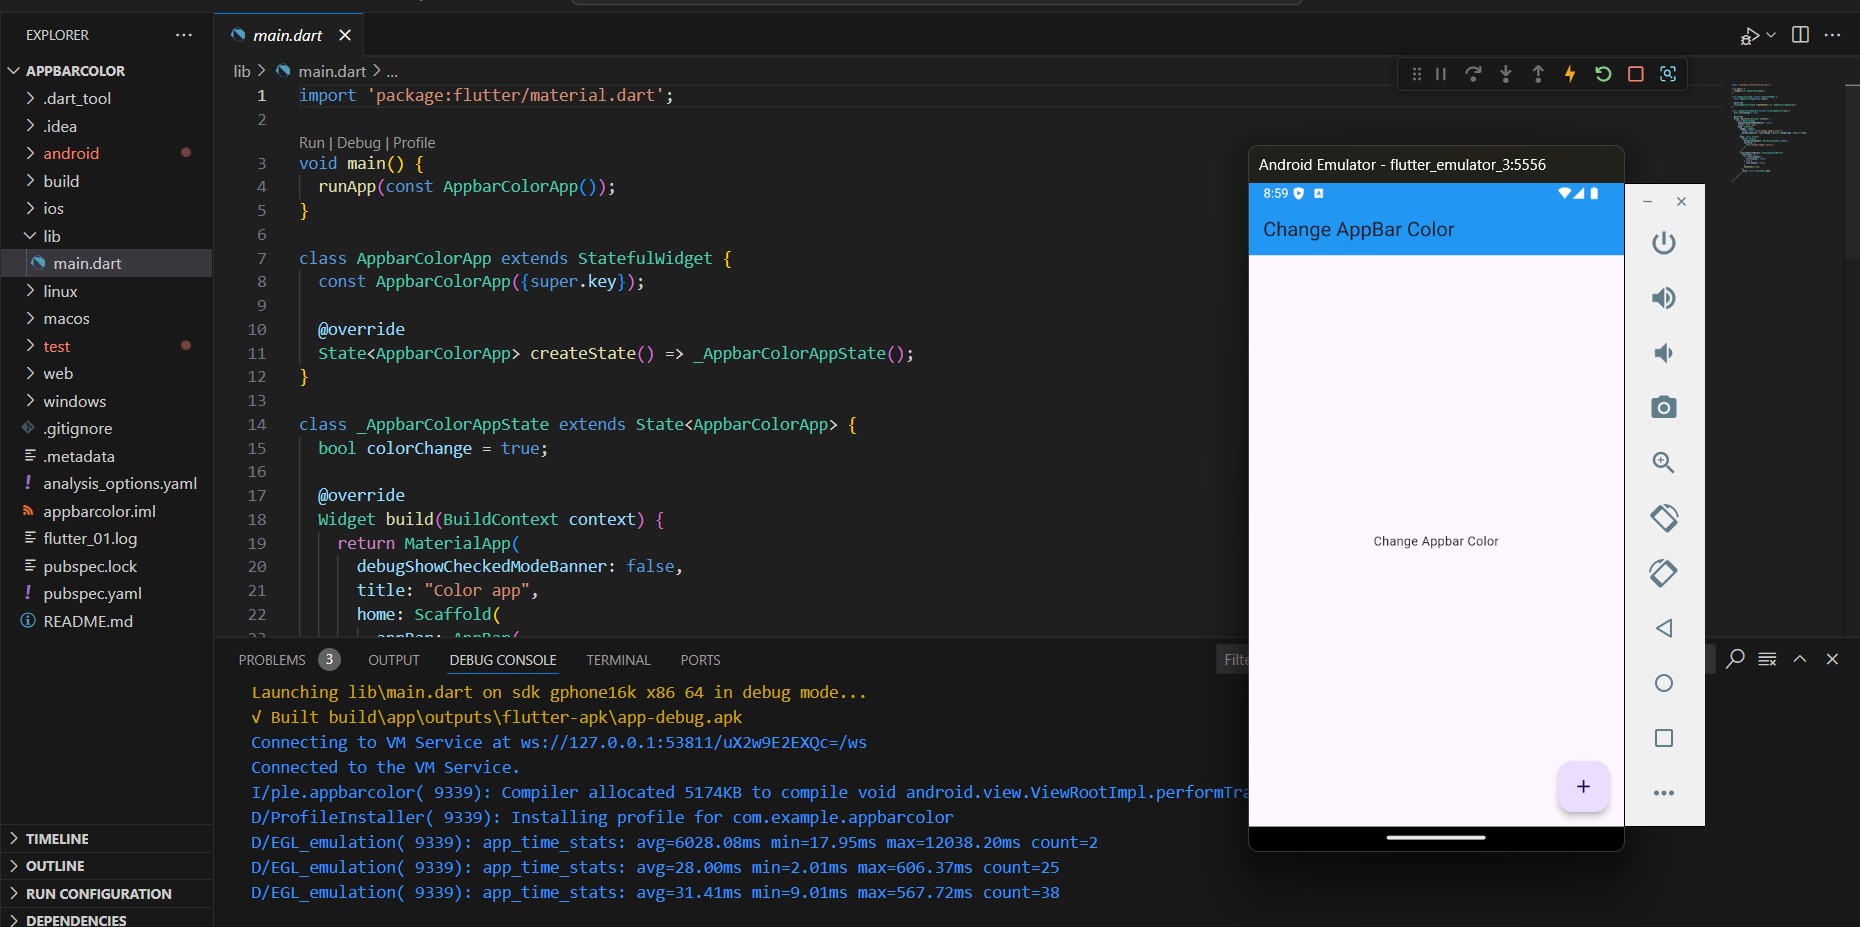 EXPLORER
APPBARCOLOR
.dart_tool
.idea
android
build
ios
lib
main.dart
linux
macos
test
web
windows
.gitignore
.metadata
analysis_options.yaml
appbarcolor.iml
flutter_01.log
pubspec.lock
pubspec.yaml
README.md
TIMELINE
OUTLINE
RUN CONFIGURATION
DEPENDENCIES
main.dart
lib > main.dart > ...
1 import 'package:flutter/material.dart';
2
Run | Debug | Profile
3 void main() {
4 runApp(const AppbarColorApp());
5 }
6
7 class AppbarColorApp extends StatefulWidget {
8 const AppbarColorApp({super.key});
9
10 @override
11 State<AppbarColorApp> createState() => _AppbarColorAppState();
12 }
13
14 class _AppbarColorAppState extends State<AppbarColorApp> {
15 bool colorChange = true;
16
17 @override
18 Widget build(BuildContext context) {
19 return MaterialApp(
20 debugShowCheckedModeBanner: false,
21 title: "Color app",
22 home: Scaffold(
23 appBar: AppBar(
PROBLEMS 3 OUTPUT DEBUG CONSOLE TERMINAL PORTS
Launching lib\main.dart on sdk gphone16k x86 64 in debug mode...
√ Built build\app\outputs\flutter-apk\app-debug.apk
Connecting to VM Service at ws://127.0.0.1:53811/uX2w9E2EXQc=/ws
Connected to the VM Service.
I/ple.appbarcolor( 9339): Compiler allocated 5174KB to compile void android.view.ViewRootImpl.performTra
D/ProfileInstaller( 9339): Installing profile for com.example.appbarcolor
D/EGL_emulation( 9339): app_time_stats: avg=6028.08ms min=17.95ms max=12038.20ms count=2
D/EGL_emulation( 9339): app_time_stats: avg=28.00ms min=2.01ms max=606.37ms count=25
D/EGL_emulation( 9339): app_time_stats: avg=31.41ms min=9.01ms max=567.72ms count=38
Android Emulator - flutter_emulator_3:5556
8:59
Change AppBar Color
Change Appbar Color